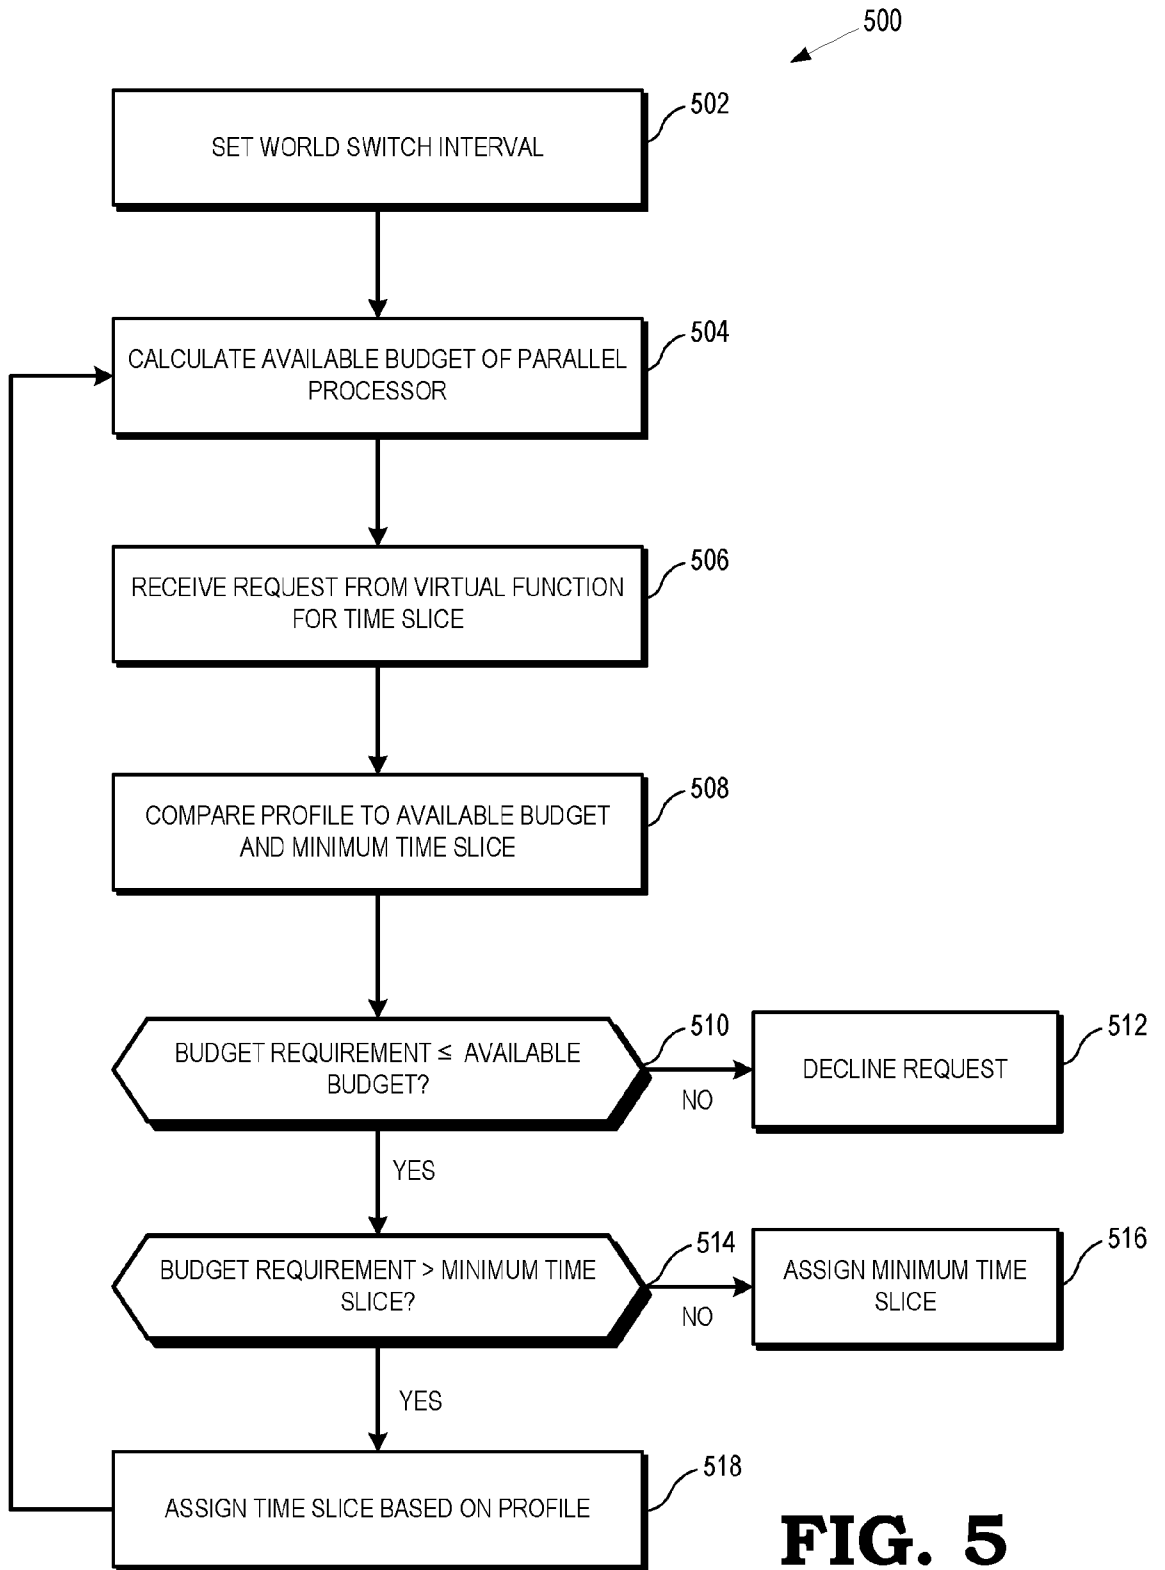 500
502
SET WORLD SWITCH INTERVAL
504
CALCULATE AVAILABLE BUDGET OF PARALLEL
PROCESSOR
506
RECEIVE REQUEST FROM VIRTUAL FUNCTION
FOR TIME SLICE
508
COMPARE PROFILE TO AVAILABLE BUDGET
AND MINIMUM TIME SLICE
510
BUDGET REQUIREMENT ≤ AVAILABLE
BUDGET?
NO
512
DECLINE REQUEST
YES
514
BUDGET REQUIREMENT > MINIMUM TIME
SLICE?
NO
516
ASSIGN MINIMUM TIME
SLICE
YES
518
ASSIGN TIME SLICE BASED ON PROFILE
FIG. 5